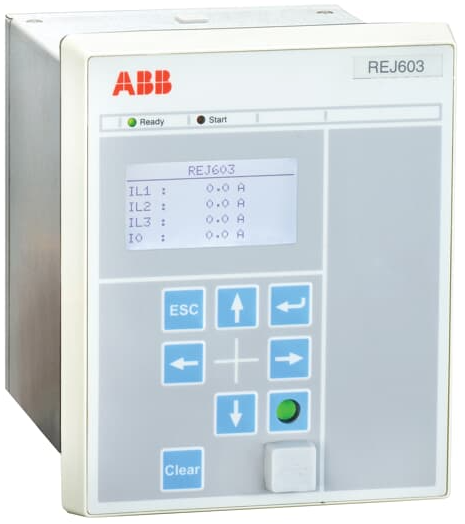 ABB
REJ603
Ready
Start
REJ603
IL1 : 0.0 A
IL2 : 0.0 A
IL3 : 0.0 A
I0 : 0.0 A
ESC
Clear